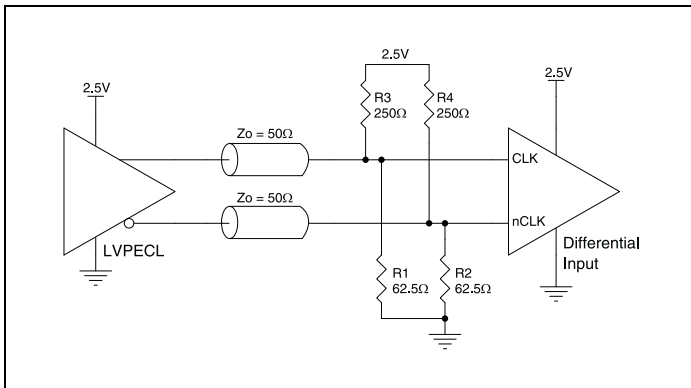 2.5V
2.5V
2.5V
R3
250Ω
R4
250Ω
Zo = 50Ω
CLK
Zo = 50Ω
nCLK
LVPECL
Differential
Input
R1
62.5Ω
R2
62.5Ω